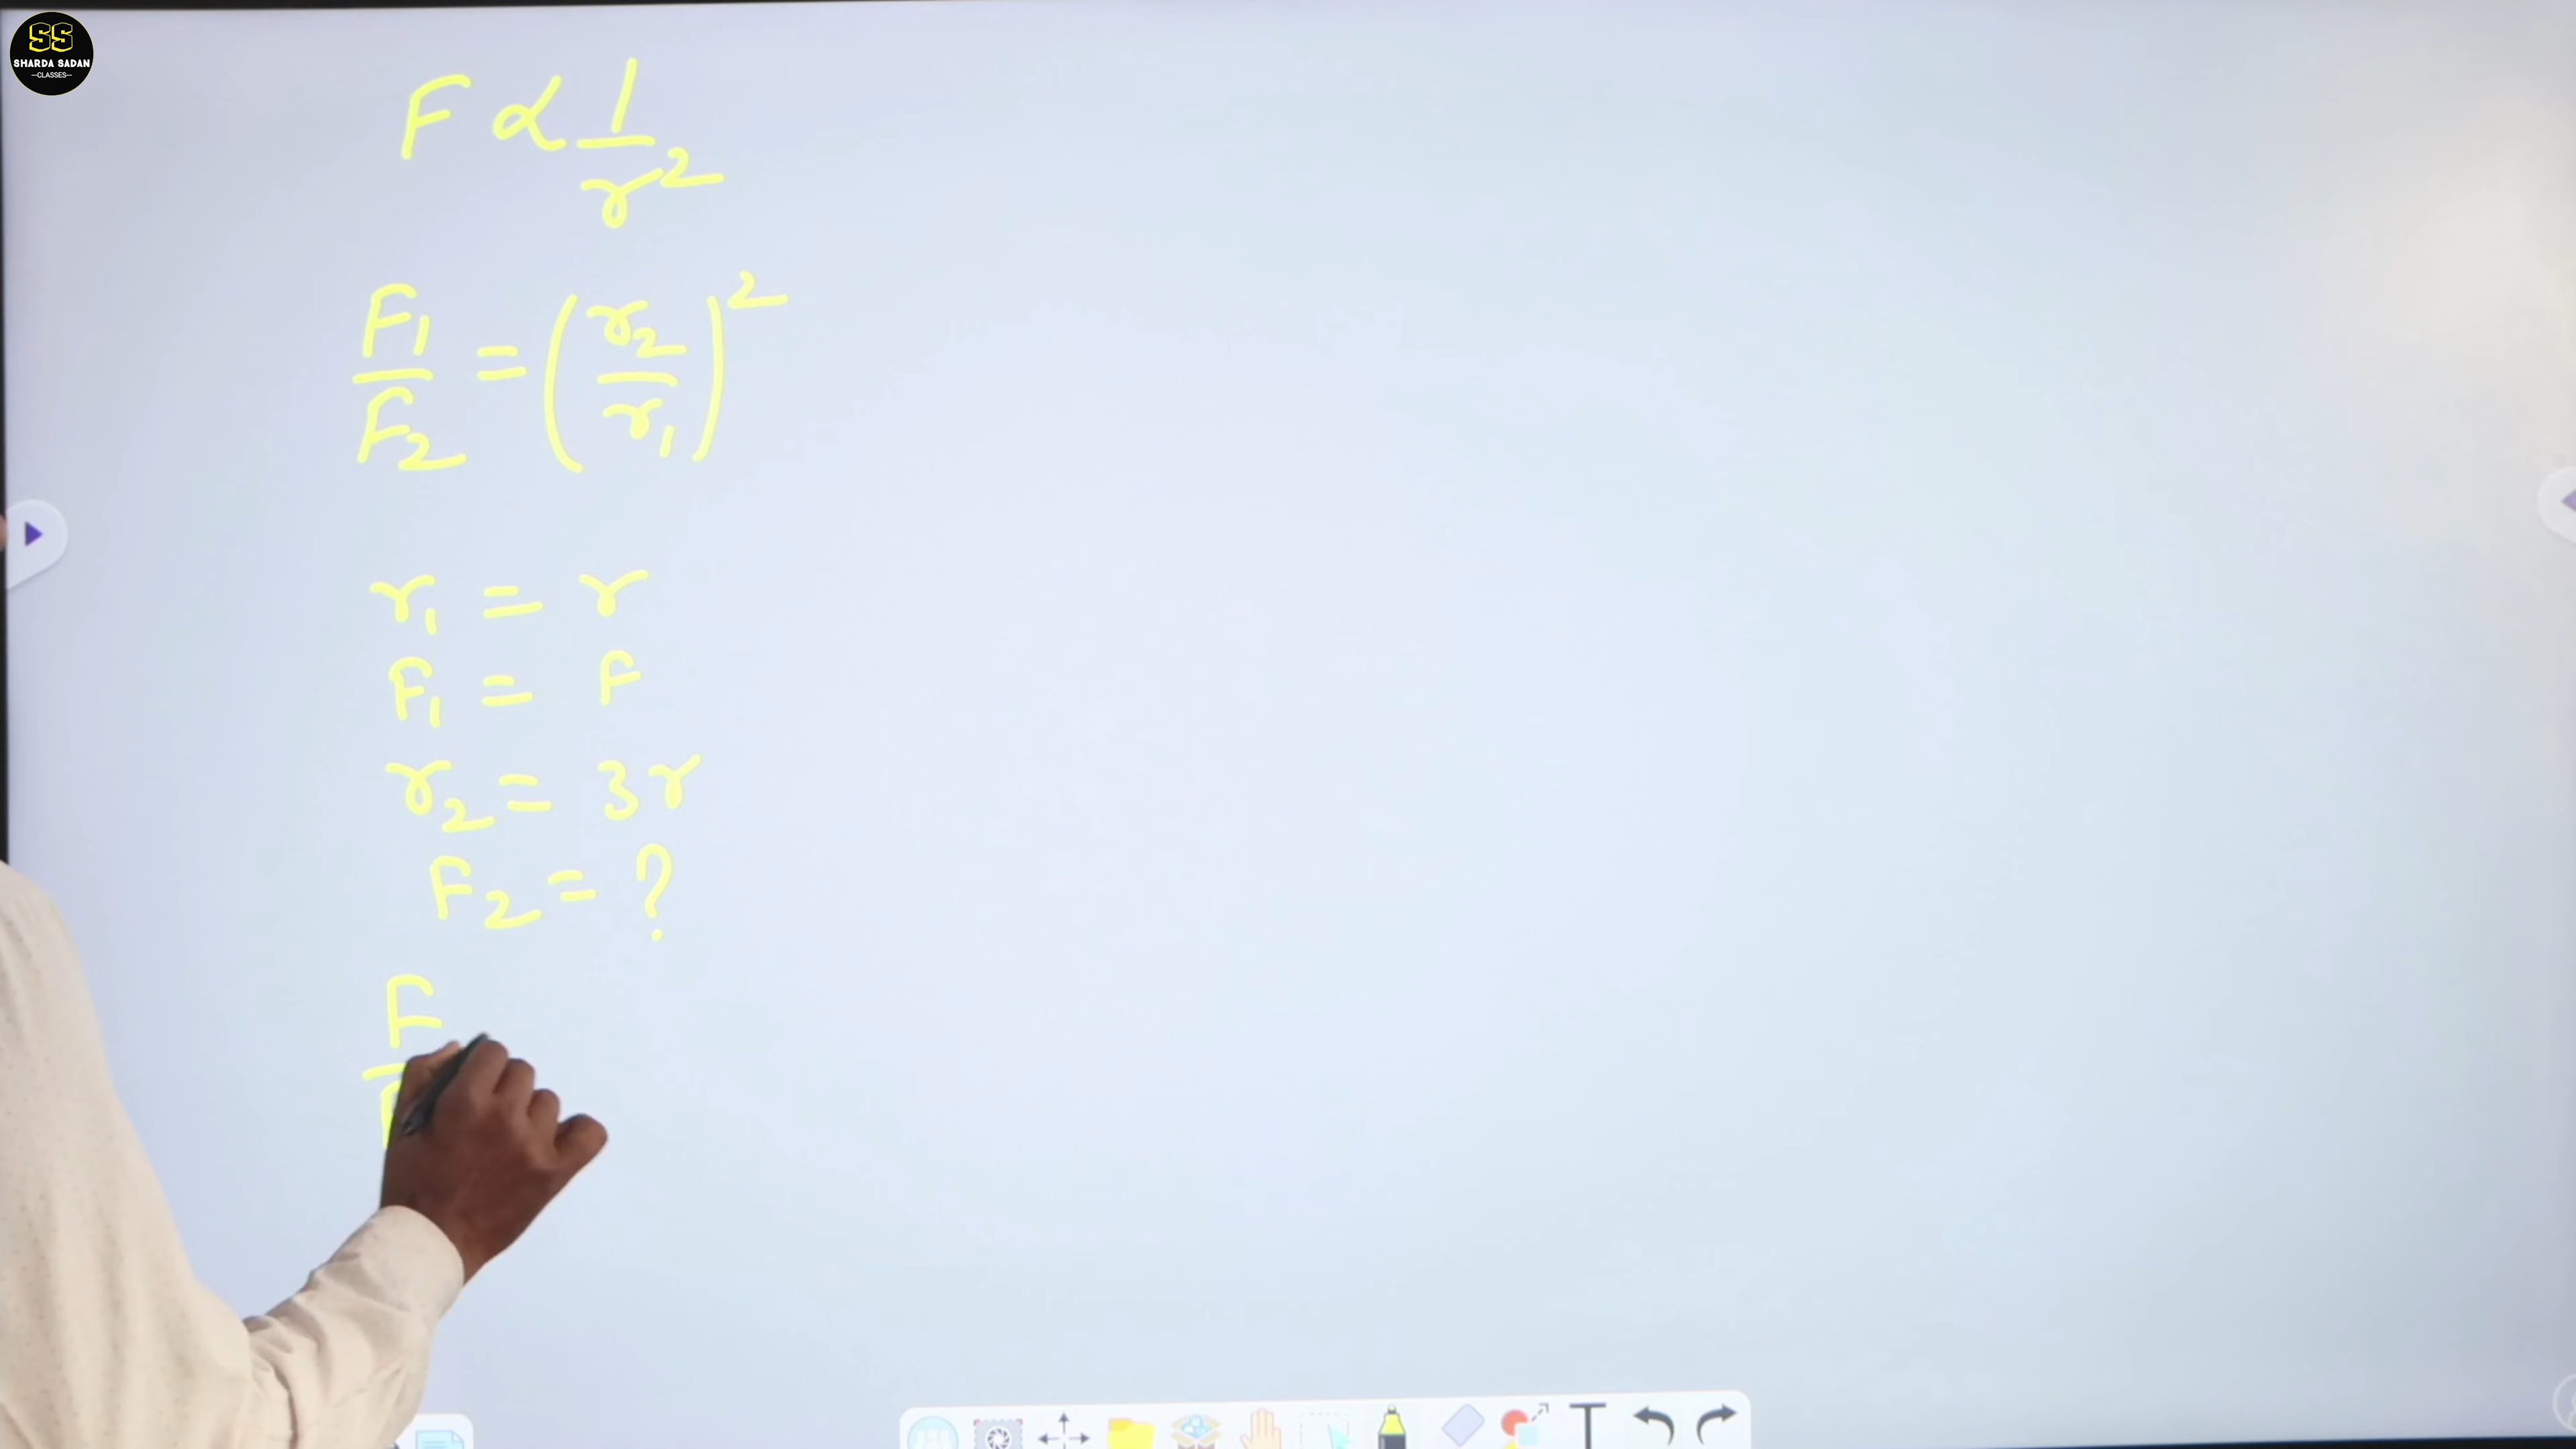 SS
SHARDA SADAN
—CLASSES—
F ∝ 1/r²
F₁/F₂ = (r₂/r₁)²
r₁ = r
F₁ = F
r₂ = 3r
F₂ = ?
F
T